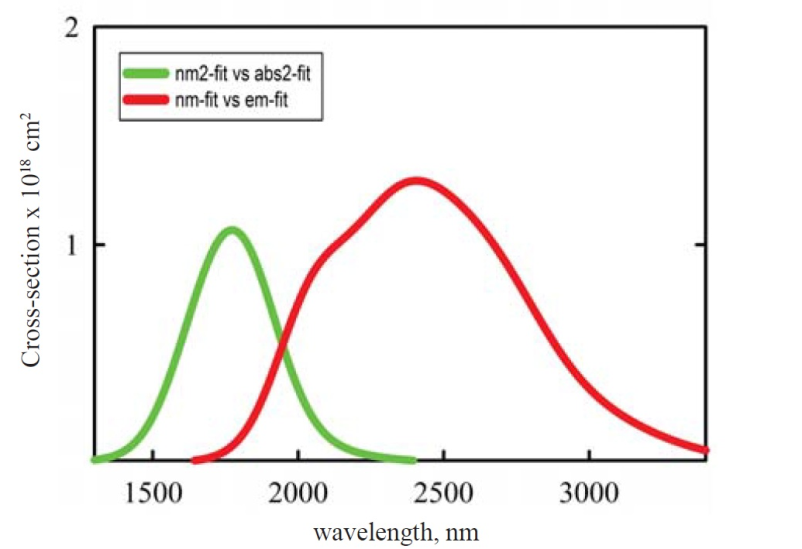 2
nm2-fit vs abs2-fit
nm-fit vs em-fit
Cross-section x 10¹⁸ cm²
1
1500 2000 2500 3000
wavelength, nm